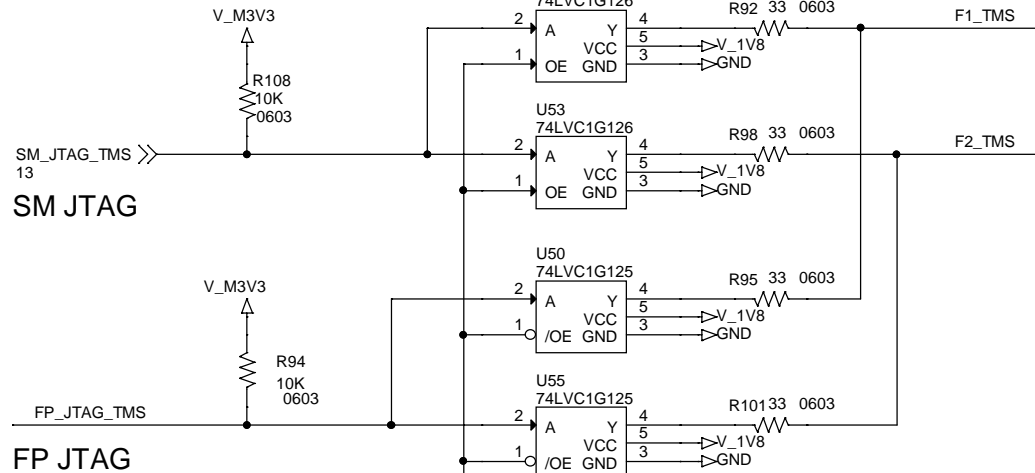 74LVC1G126
V_M3V3
2
A
Y
4
R92 33 0603
F1_TMS
VCC
5
V_1V8
1
OE
GND
3
GND
R108
10K
0603
U53
74LVC1G126
SM_JTAG_TMS
13
2
A
Y
4
R98 33 0603
F2_TMS
VCC
5
V_1V8
1
OE
GND
3
GND
SM JTAG
U50
74LVC1G125
V_M3V3
2
A
Y
4
R95 33 0603
VCC
5
V_1V8
1
/OE
GND
3
GND
R94
10K
0603
U55
74LVC1G125
FP_JTAG_TMS
2
A
Y
4
R101 33 0603
VCC
5
V_1V8
1
/OE
GND
3
GND
FP JTAG